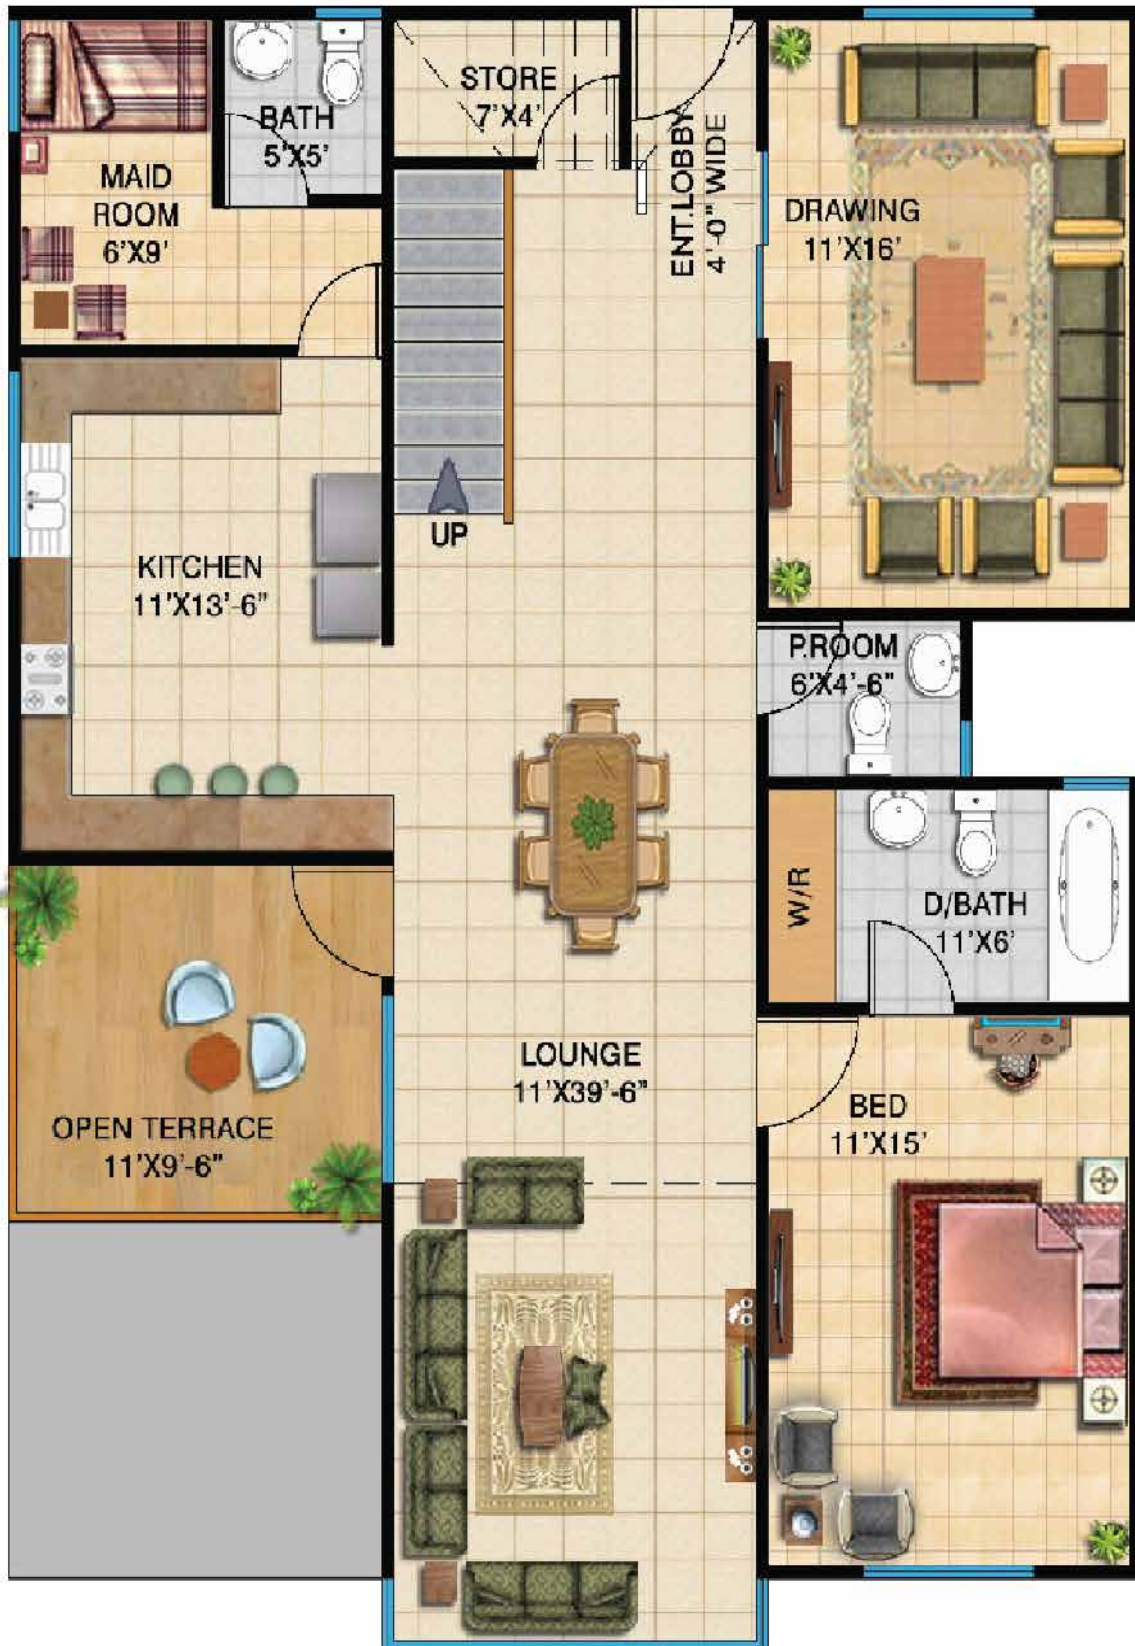 BATH
5'X5'
STORE
7'X4'
ENT.LOBBY
4'-0" WIDE
MAID
ROOM
6'X9'
DRAWING
11'X16'
UP
KITCHEN
11'X13'-6"
P.ROOM
6'X4'-6"
W/R
D/BATH
11'X6'
LOUNGE
11'X39'-6"
OPEN TERRACE
11'X9'-6"
BED
11'X15'